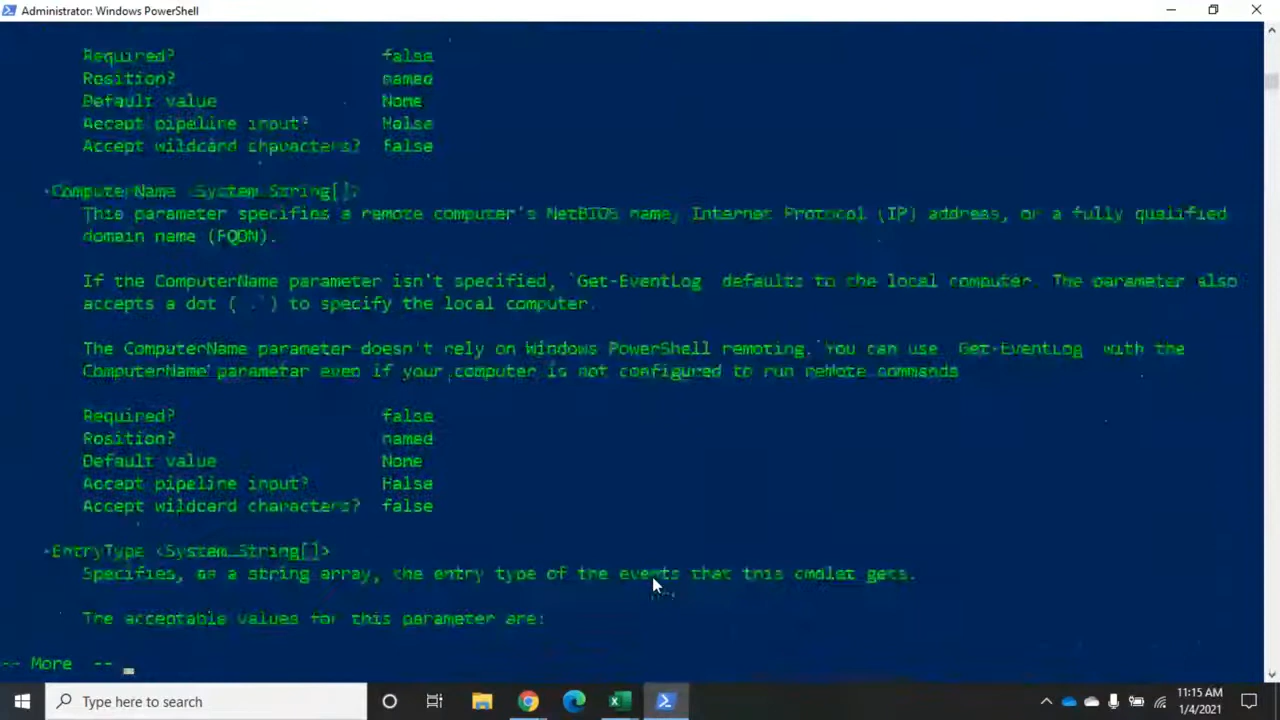 Administrator: Windows PowerShell
Required? false
Position? named
Default value None
Accept pipeline input? False
Accept wildcard characters? false
-ComputerName <System.String[]>
This parameter specifies a remote computer's NetBIOS name, Internet Protocol (IP) address, or a fully qualified
domain name (FQDN).
If the ComputerName parameter isn't specified, `Get-EventLog` defaults to the local computer. The parameter also
accepts a dot (`.`) to specify the local computer.
The ComputerName parameter doesn't rely on Windows PowerShell remoting. You can use `Get-EventLog` with the
ComputerName parameter even if your computer is not configured to run remote commands
Required? false
Position? named
Default value None
Accept pipeline input? False
Accept wildcard characters? false
-EntryType <System.String[]>
Specifies, as a string array, the entry type of the events that this cmdlet gets.
The acceptable values for this parameter are:
-- More --
Type here to search
11:15 AM
1/4/2021